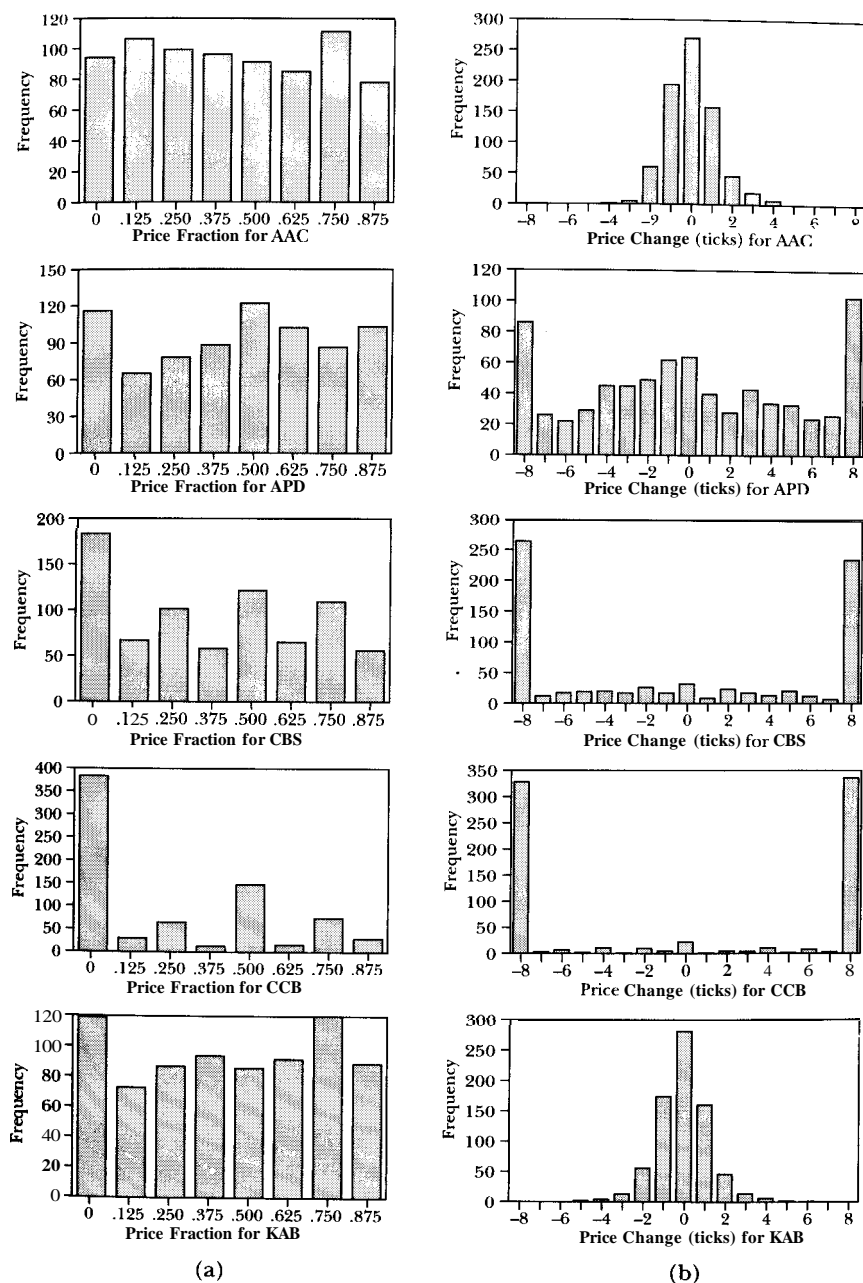 Frequency
120
100
80
60
40
20
0
0 .125 .250 .375 .500 .625 .750 .875
Price Fraction for AAC
Frequency
300
250
200
150
100
50
0
-8 -6 -4 -2 0 2 4 6 8
Price Change (ticks) for AAC
Frequency
150
120
90
60
30
0
0 .125 .250 .375 .500 .625 .750 .875
Price Fraction for APD
Frequency
120
100
80
60
40
20
0
-8 -6 -4 -2 0 2 4 6 8
Price Change (ticks) for APD
Frequency
200
150
100
50
0
0 .125 .250 .375 .500 .625 .750 .875
Price Fraction for CBS
Frequency
300
250
200
150
100
50
0
-8 -6 -4 -2 0 2 4 6 8
Price Change (ticks) for CBS
Frequency
400
350
300
250
200
150
100
50
0
0 .125 .250 .375 .500 .625 .750 .875
Price Fraction for CCB
Frequency
350
300
250
200
150
100
50
0
-8 -6 -4 -2 0 2 4 6 8
Price Change (ticks) for CCB
Frequency
120
100
80
60
40
20
0
0 .125 .250 .375 .500 .625 .750 .875
Price Fraction for KAB
Frequency
300
250
200
150
100
50
0
-8 -6 -4 -2 0 2 4 6 8
Price Change (ticks) for KAB
(a)
(b)